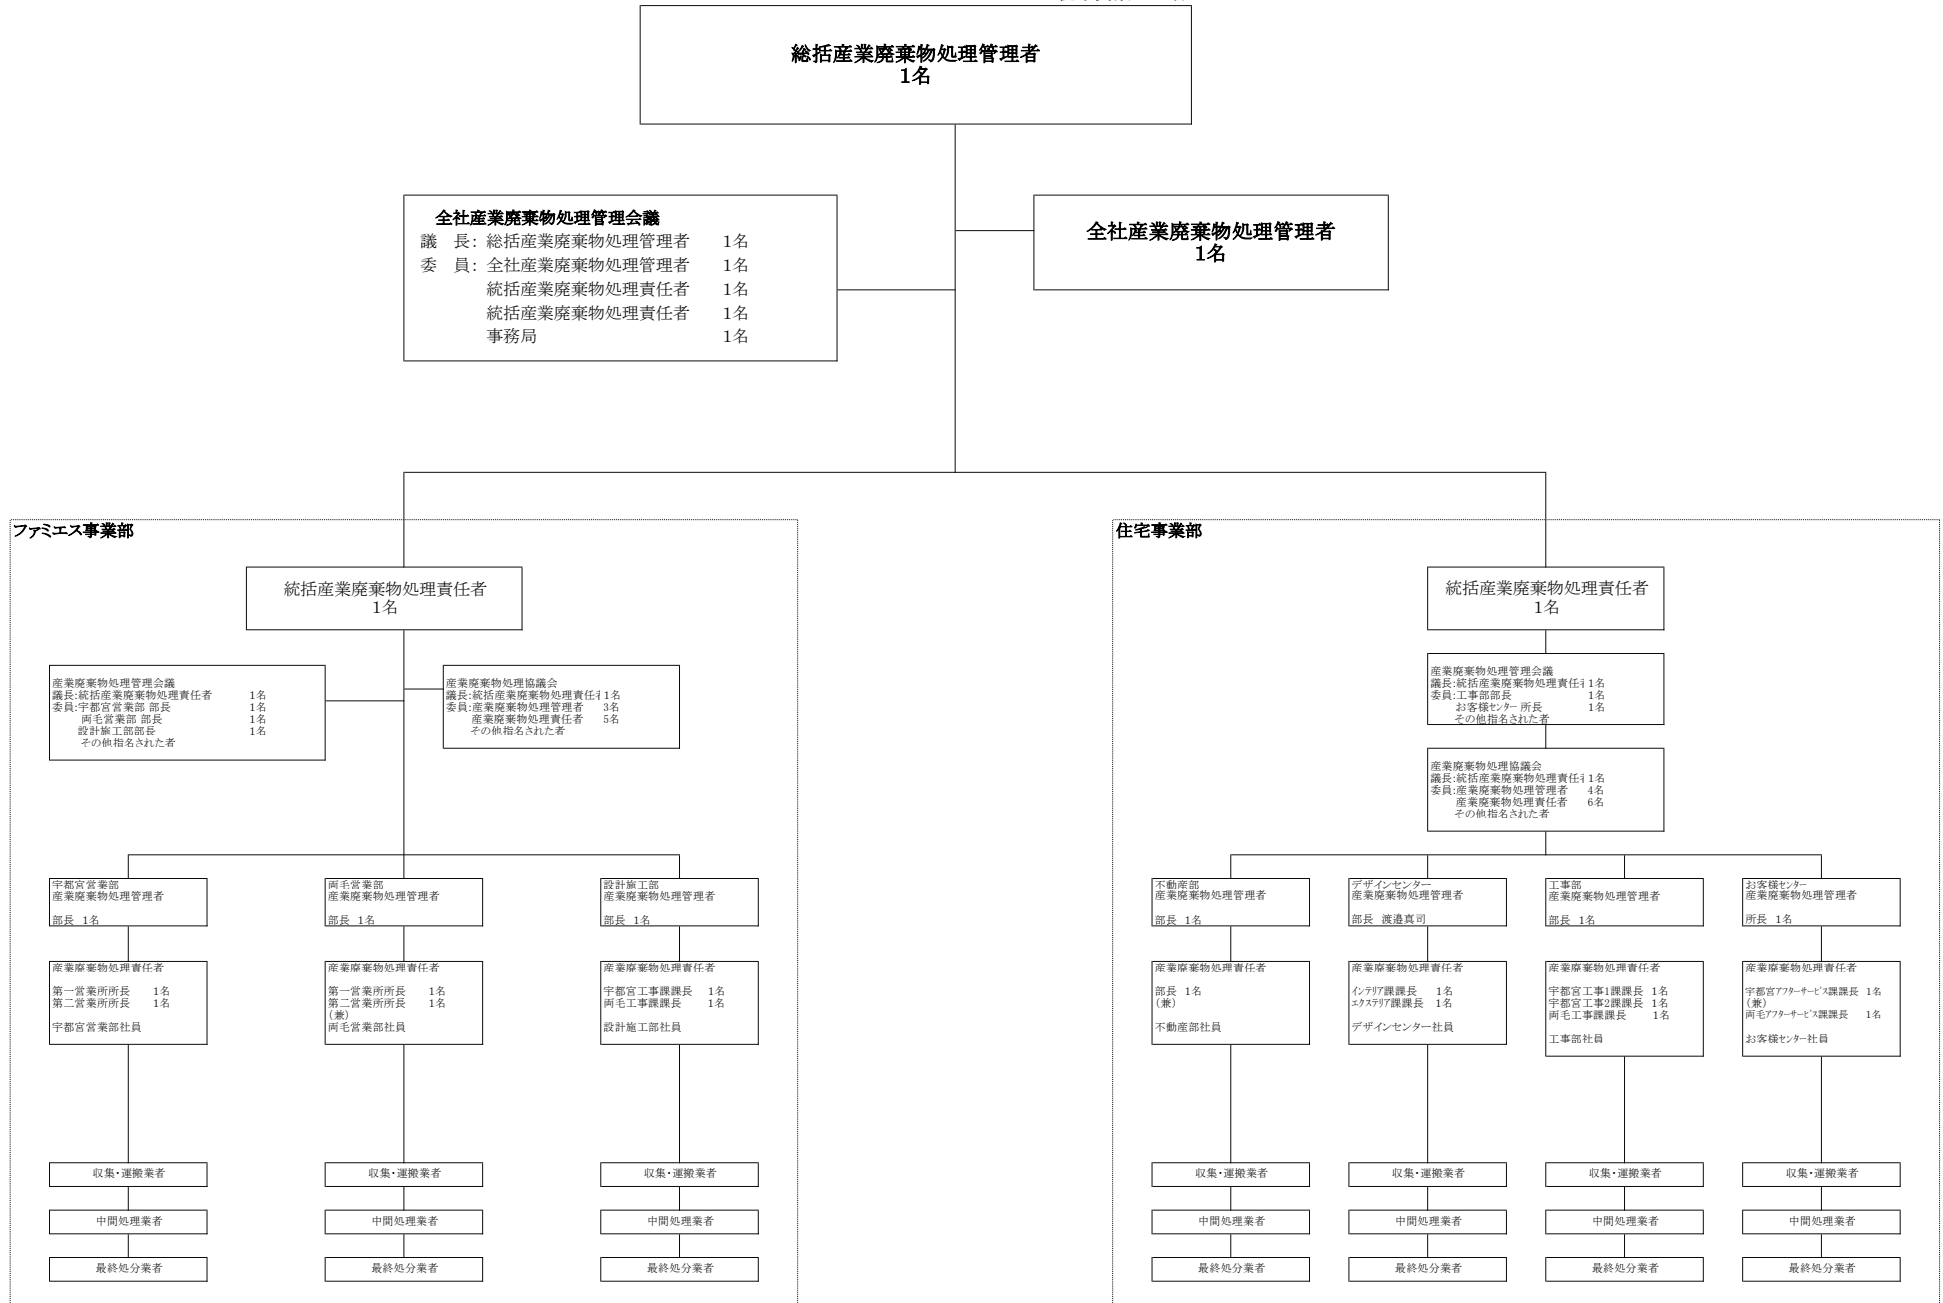 総括産業廃棄物処理管理者
1名
全社産業廃棄物処理管理会議
議　長: 総括産業廃棄物処理管理者　1名
委　員: 全社産業廃棄物処理管理者　1名
統括産業廃棄物処理責任者　1名
統括産業廃棄物処理責任者　1名
事務局　1名
全社産業廃棄物処理管理者
1名
ファミエス事業部
統括産業廃棄物処理責任者
1名
産業廃棄物処理管理会議
議長:統括産業廃棄物処理責任者　1名
委員:宇都宮営業部 部長　1名
両毛営業部 部長　1名
設計施工部部長　1名
その他指名された者
産業廃棄物処理協議会
議長:統括産業廃棄物処理責任 1名
委員:産業廃棄物処理管理者　3名
産業廃棄物処理責任者　5名
その他指名された者
宇都宮営業部
産業廃棄物処理管理者
部長 1名
両毛営業部
産業廃棄物処理管理者
部長 1名
設計施工部
産業廃棄物処理管理者
部長 1名
産業廃棄物処理責任者
第一営業所所長　1名
第二営業所所長　1名
宇都宮営業部社員
産業廃棄物処理責任者
第一営業所所長　1名
第二営業所所長　1名
(兼)
両毛営業部社員
産業廃棄物処理責任者
宇都宮工事課課長　1名
両毛工事課課長　1名
設計施工部社員
収集・運搬業者
収集・運搬業者
収集・運搬業者
中間処理業者
中間処理業者
中間処理業者
最終処分業者
最終処分業者
最終処分業者
住宅事業部
統括産業廃棄物処理責任者
1名
産業廃棄物処理管理会議
議長:統括産業廃棄物処理責任 1名
委員:工事部部長　1名
お客様センター 所長　1名
その他指名された者
産業廃棄物処理協議会
議長:統括産業廃棄物処理責任 1名
委員:産業廃棄物処理管理者　4名
産業廃棄物処理責任者　6名
その他指名された者
不動産部
産業廃棄物処理管理者
部長 1名
デザインセンター
産業廃棄物処理管理者
部長 渡邉真司
工事部
産業廃棄物処理管理者
部長 1名
お客様センター
産業廃棄物処理管理者
所長 1名
産業廃棄物処理責任者
部長 1名
(兼)
不動産部社員
産業廃棄物処理責任者
インテリア課課長　1名
エクステリア課課長　1名
デザインセンター社員
産業廃棄物処理責任者
宇都宮工事1課課長 1名
宇都宮工事2課課長 1名
両毛工事課課長　1名
工事部社員
産業廃棄物処理責任者
宇都宮アフターサービス課課長 1名
(兼)
両毛アフターサービス課課長　1名
お客様センター社員
収集・運搬業者
収集・運搬業者
収集・運搬業者
収集・運搬業者
中間処理業者
中間処理業者
中間処理業者
中間処理業者
最終処分業者
最終処分業者
最終処分業者
最終処分業者